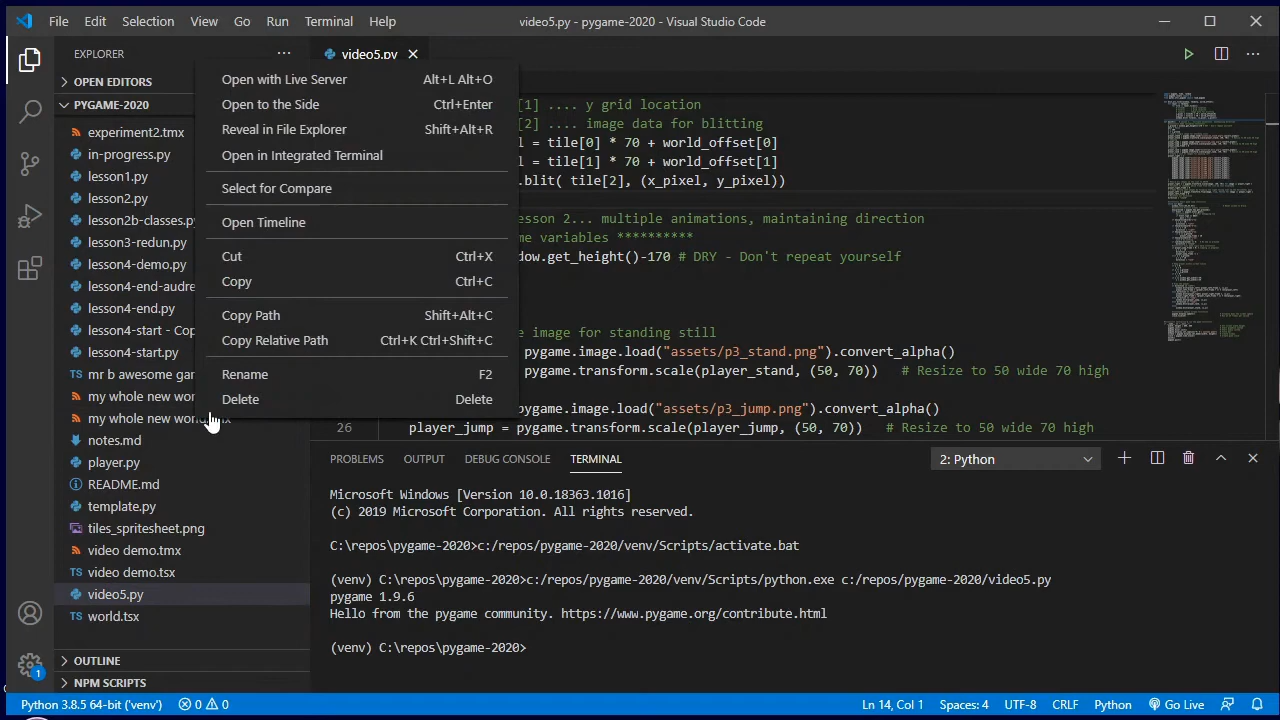 File Edit Selection View Go Run Terminal Help
video5.py - pygame-2020 - Visual Studio Code
EXPLORER
video5.py
OPEN EDITORS
PYGAME-2020
experiment2.tmx
in-progress.py
lesson1.py
lesson2.py
lesson2b-classes.py
lesson3-redun.py
lesson4-demo.py
lesson4-end-audre
lesson4-end.py
lesson4-start - Cop
lesson4-start.py
TS mr b awesome gar
my whole new wor
my whole new world
notes.md
player.py
README.md
template.py
tiles_spritesheet.png
video demo.tmx
TS video demo.tsx
video5.py
TS world.tsx
OUTLINE
NPM SCRIPTS
1
Open with Live Server Alt+L Alt+O
Open to the Side Ctrl+Enter
Reveal in File Explorer Shift+Alt+R
Open in Integrated Terminal
Select for Compare
Open Timeline
Cut Ctrl+X
Copy Ctrl+C
Copy Path Shift+Alt+C
Copy Relative Path Ctrl+K Ctrl+Shift+C
Rename F2
Delete Delete
[1] .... y grid location
[2] .... image data for blitting
l = tile[0] * 70 + world_offset[0]
l = tile[1] * 70 + world_offset[1]
.blit( tile[2], (x_pixel, y_pixel))
esson 2... multiple animations, maintaining direction
me variables **********
dow.get_height()-170 # DRY - Don't repeat yourself
e image for standing still
pygame.image.load("assets/p3_stand.png").convert_alpha()
pygame.transform.scale(player_stand, (50, 70)) # Resize to 50 wide 70 high
pygame.image.load("assets/p3_jump.png").convert_alpha()
26 player_jump = pygame.transform.scale(player_jump, (50, 70)) # Resize to 50 wide 70 high
PROBLEMS OUTPUT DEBUG CONSOLE TERMINAL 2: Python
Microsoft Windows [Version 10.0.18363.1016]
(c) 2019 Microsoft Corporation. All rights reserved.
C:\repos\pygame-2020>c:/repos/pygame-2020/venv/Scripts/activate.bat
(venv) C:\repos\pygame-2020>c:/repos/pygame-2020/venv/Scripts/python.exe c:/repos/pygame-2020/video5.py
pygame 1.9.6
Hello from the pygame community. https://www.pygame.org/contribute.html
(venv) C:\repos\pygame-2020>
Python 3.8.5 64-bit ('venv') 0 0 Ln 14, Col 1 Spaces: 4 UTF-8 CRLF Python Go Live